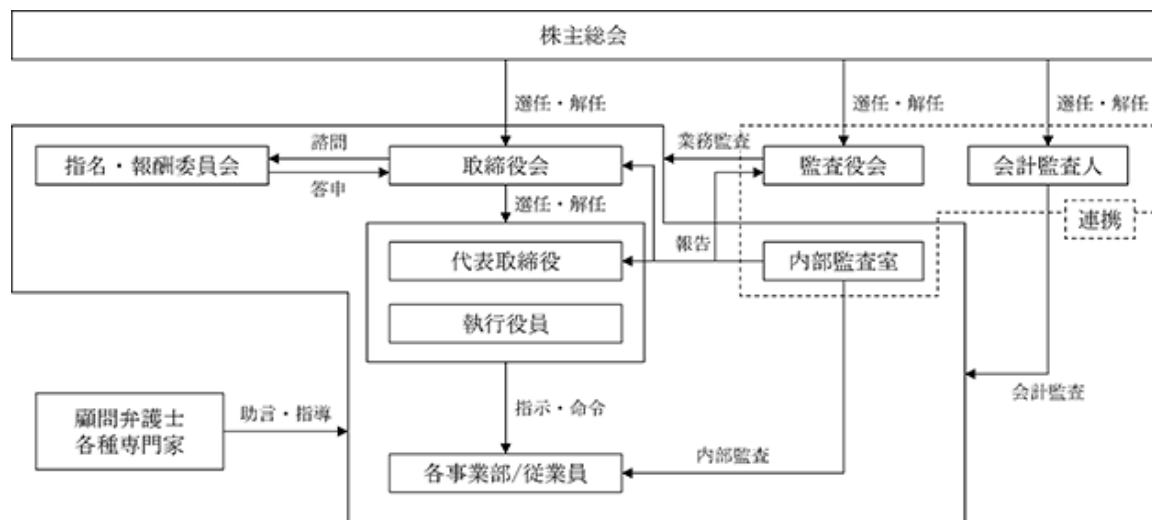 株主総会
選任・解任
選任・解任
選任・解任
諮問
業務監査
指名・報酬委員会
取締役会
監査役会
会計監査人
答申
選任・解任
連携
報告
代表取締役
内部監査室
執行役員
会計監査
顧問弁護士
各種専門家
助言・指導
指示・命令
内部監査
各事業部/従業員